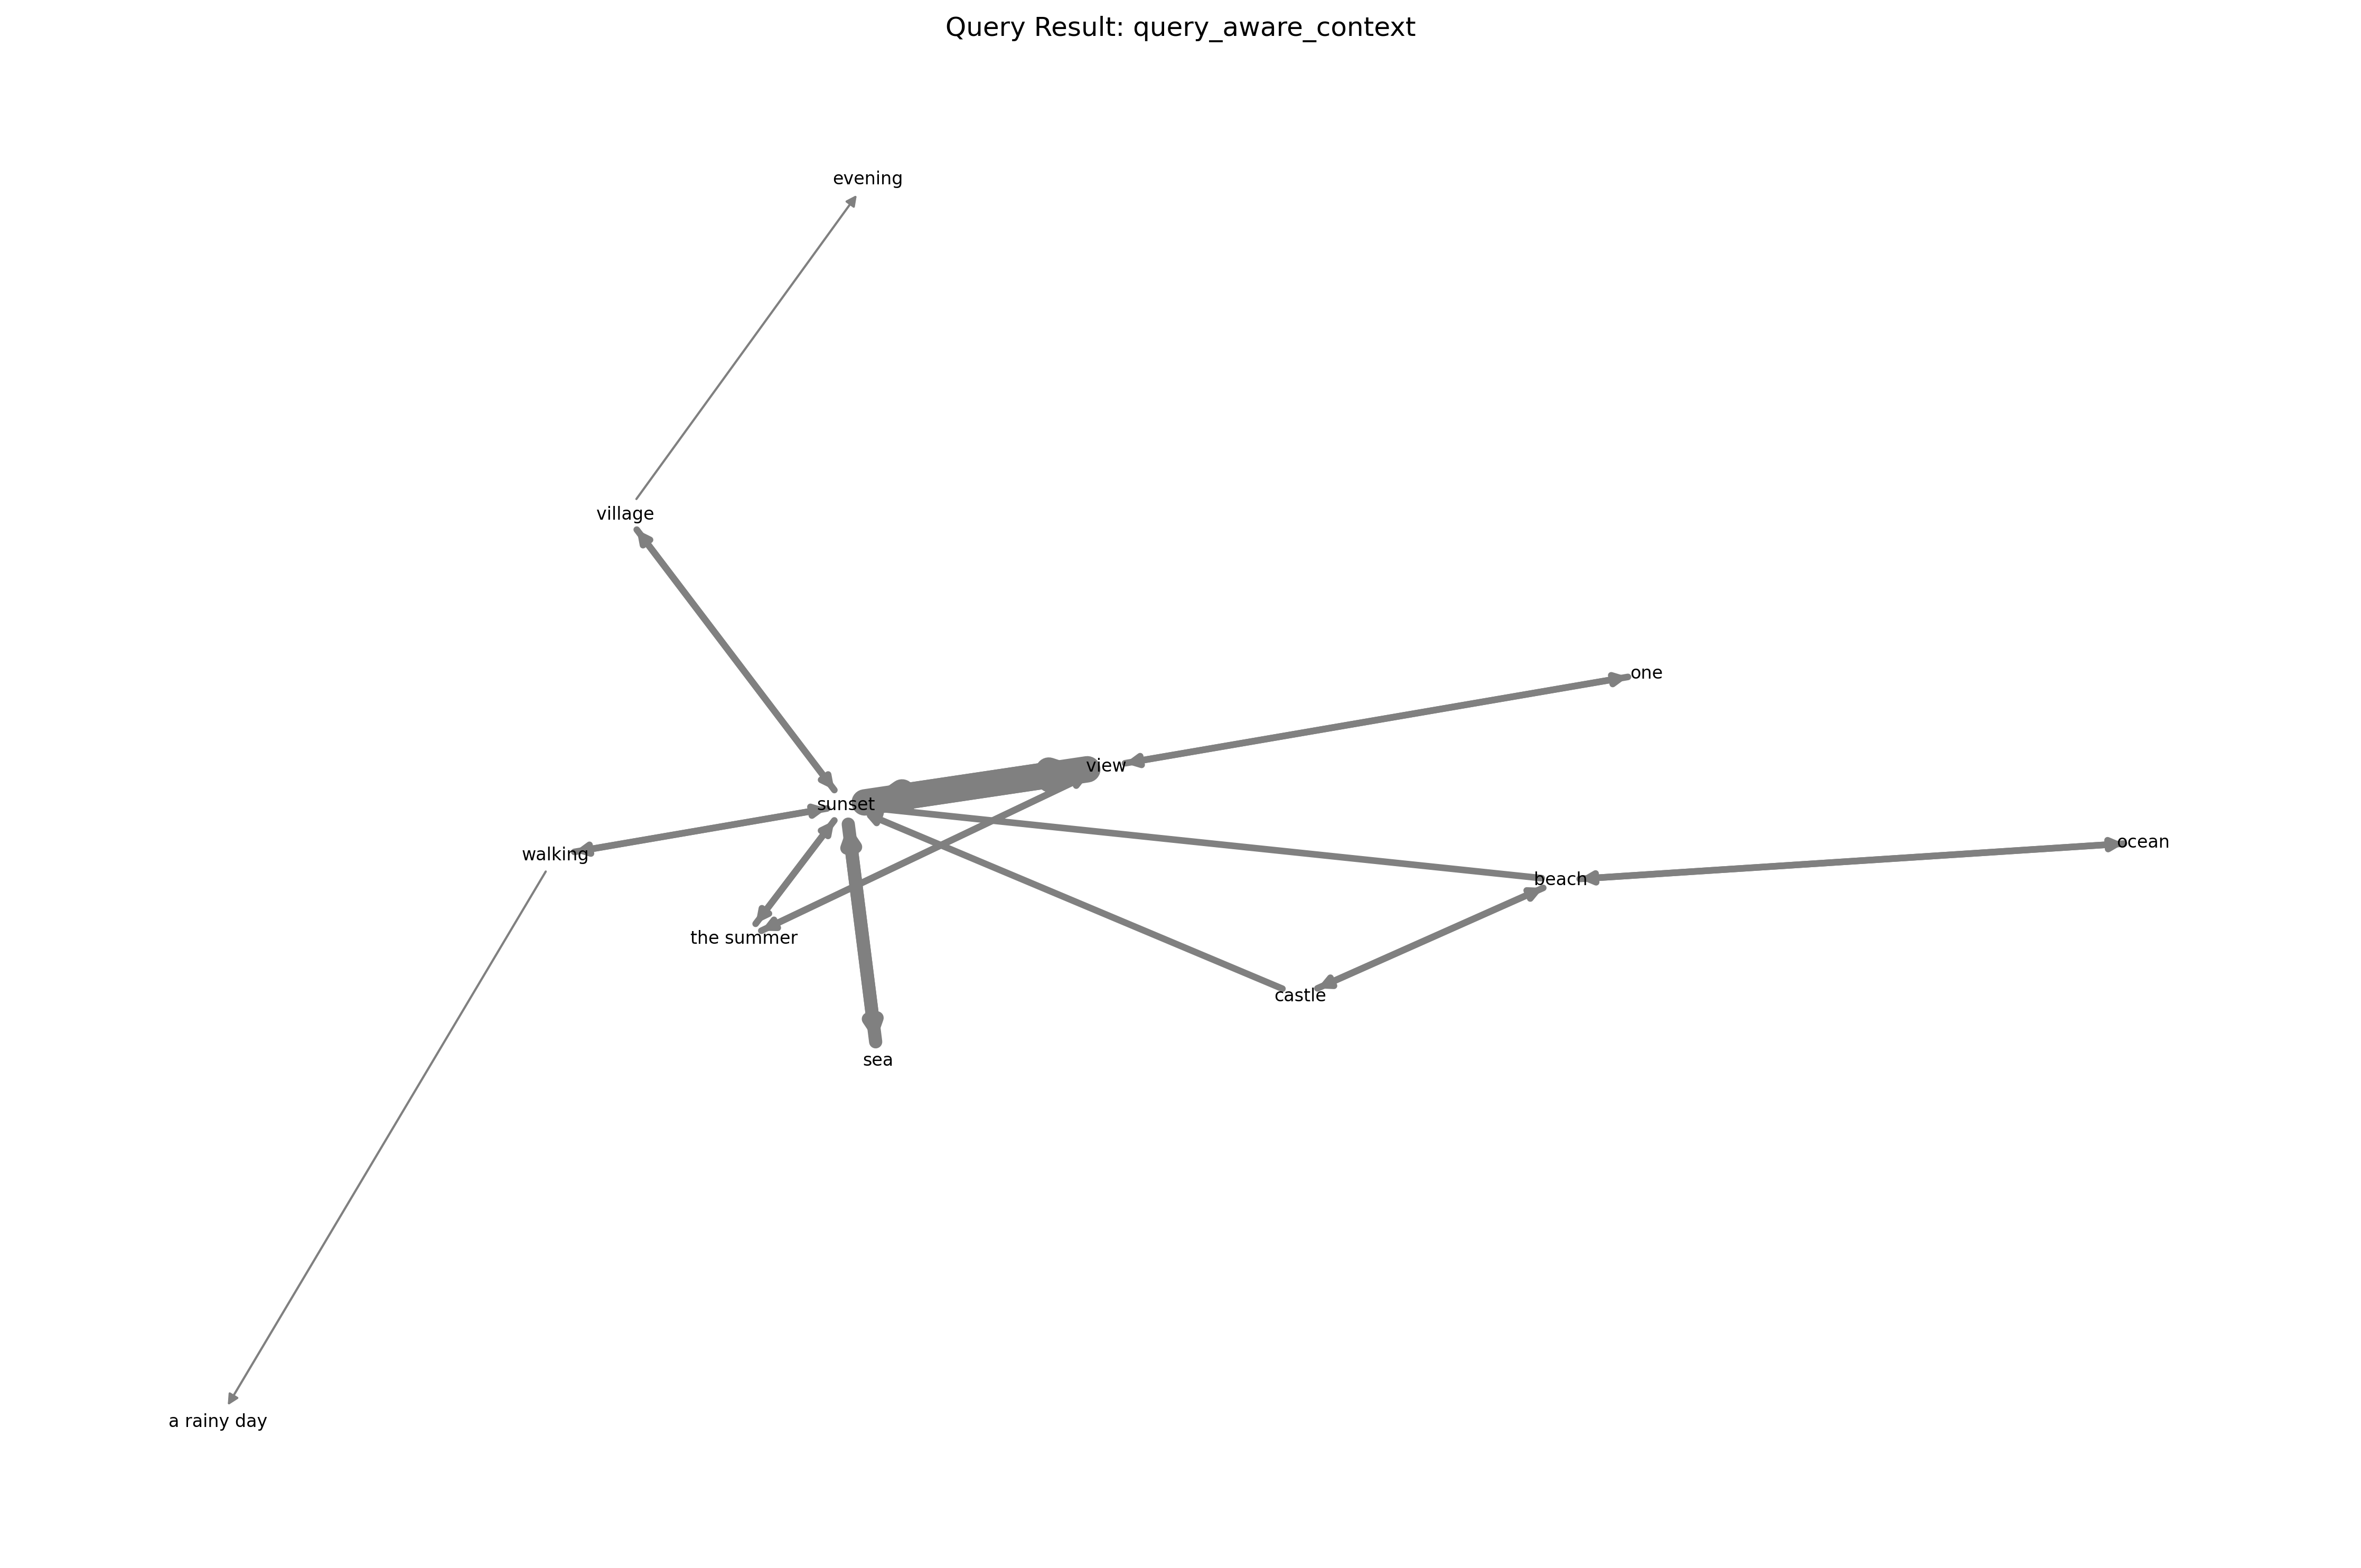 Query Result: query_aware_context
evening
village
one
view
sunset
ocean
walking
beach
the summer
castle
sea
a rainy day